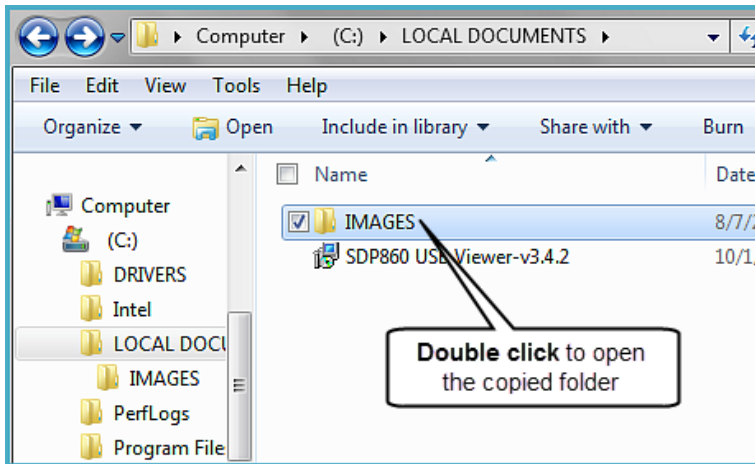 Computer (C:) LOCAL DOCUMENTS
File Edit View Tools Help
Organize Open Include in library Share with Burn
Name Date
Computer
(C:)
DRIVERS
Intel
LOCAL DOCU
IMAGES
PerfLogs
Program File
IMAGES 8/7/2
SDP860 USB Viewer-v3.4.2 10/1/
Double click to open
the copied folder